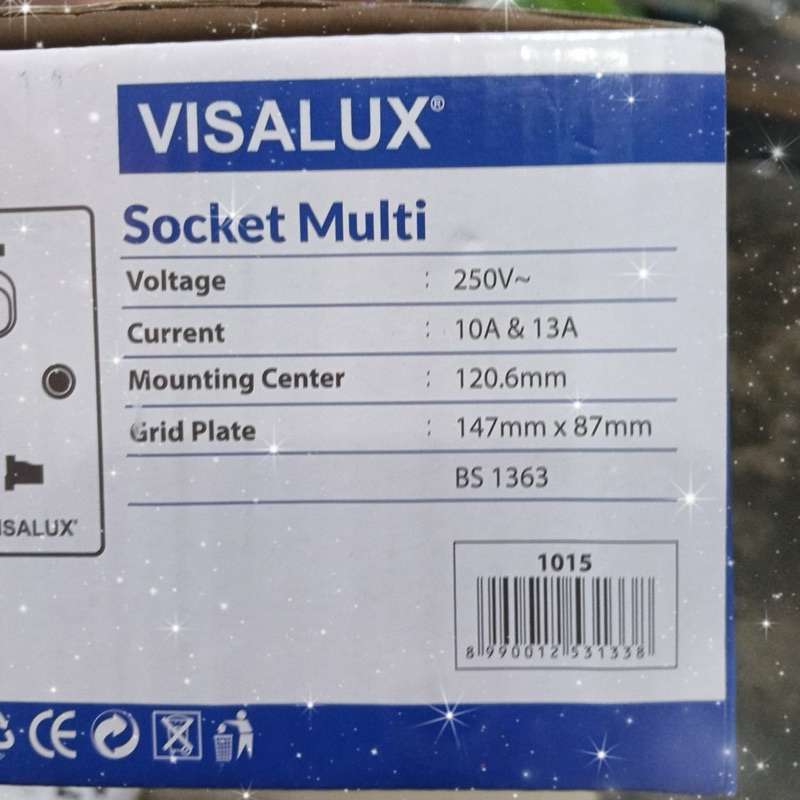 VISALUX®
Socket Multi
Voltage : 250V~
Current : 10A & 13A
Mounting Center : 120.6mm
Grid Plate : 147mm x 87mm
BS 1363
ISALUX®
1015
8 990012 531338
CE